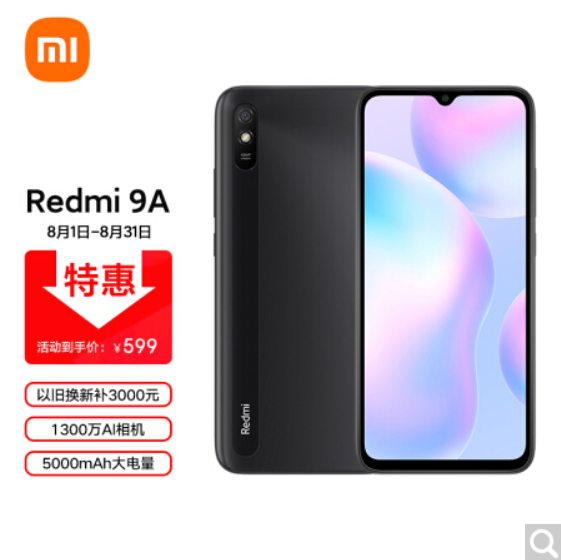 mi
Redmi 9A
8月1日-8月31日
特惠
活动到手价：￥599
以旧换新补3000元
1300万AI相机
5000mAh大电量
Redmi